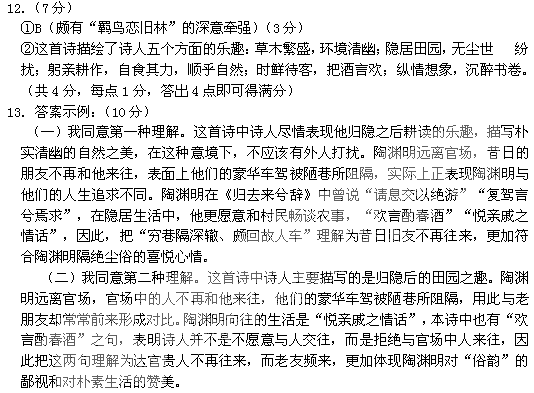 12. (7分)
①B(颇有“羁鸟恋旧林”的深意牵强)(3分)
②这首诗描绘了诗人五个方面的乐趣：草木繁盛，环境清幽；隐居田园，无尘世 纷
扰；躬亲耕作，自食其力，顺乎自然；时鲜待客，把酒言欢；纵情想象，沉醉书卷。
(共4分，每点1分，答出4点即可得满分)
13. 答案示例：(10分)
(一)我同意第一种理解。这首诗中诗人尽情表现他归隐之后耕读的乐趣，描写朴
实清幽的自然之美，在这种意境下，不应该有外人打扰。陶渊明远离官场，昔日的
朋友不再和他来往，表面上他们的豪华车驾被陋巷所阻隔，实际上正表现陶渊明与
他们的人生追求不同。陶渊明在《归去来兮辞》中曾说“请息交以绝游”“复驾言
兮焉求”，在隐居生活中，他更愿意和村民畅谈农事，“欢言酌春酒”“悦亲戚之
情话”，因此，把“穷巷隔深辙、颇回故人车”理解为昔日旧友不再往来，更加符
合陶渊明隔绝尘俗的喜悦心情。
(二)我同意第二种理解。这首诗中诗人主要描写的是归隐后的田园之趣。陶渊
明远离官场，官场中的人不再和他来往，他们的豪华车驾被陋巷所阻隔，用此与老
朋友却常常前来形成对比。陶渊明向往的生活是“悦亲戚之情话”，本诗中也有“欢
言酌春酒”之句，表明诗人并不是不愿意与人交往，而是拒绝与官场中人来往，因
此把这两句理解为达官贵人不再往来，而老友频来，更加体现陶渊明对“俗韵”的
鄙视和对朴素生活的赞美。